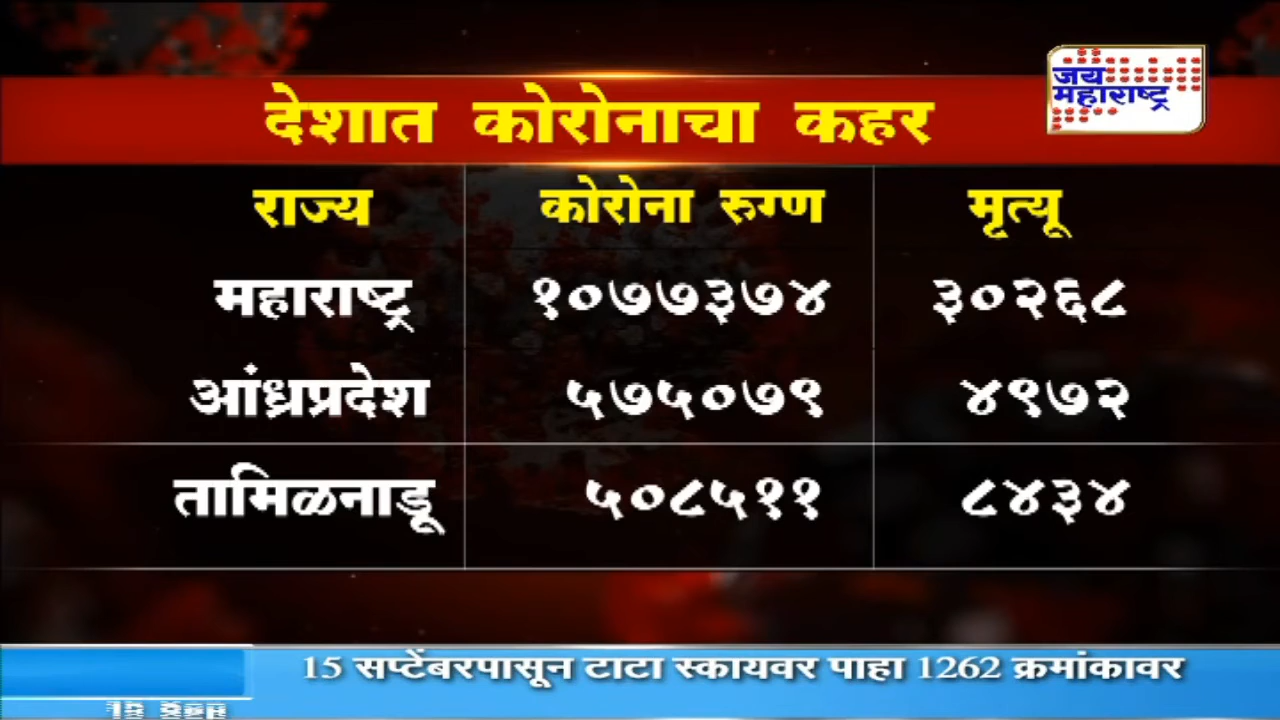 जय
महाराष्ट्र
देशात कोरोनाचा कहर
राज्य कोरोना रुग्ण मृत्यू
महाराष्ट्र १०७७३७४ ३०२६८
आंध्रप्रदेश ५७५०७९ ४९७२
तामिळनाडू ५०८५११ ८४३४
15 सप्टेंबरपासून टाटा स्कायवर पाहा 1262 क्रमांकावर